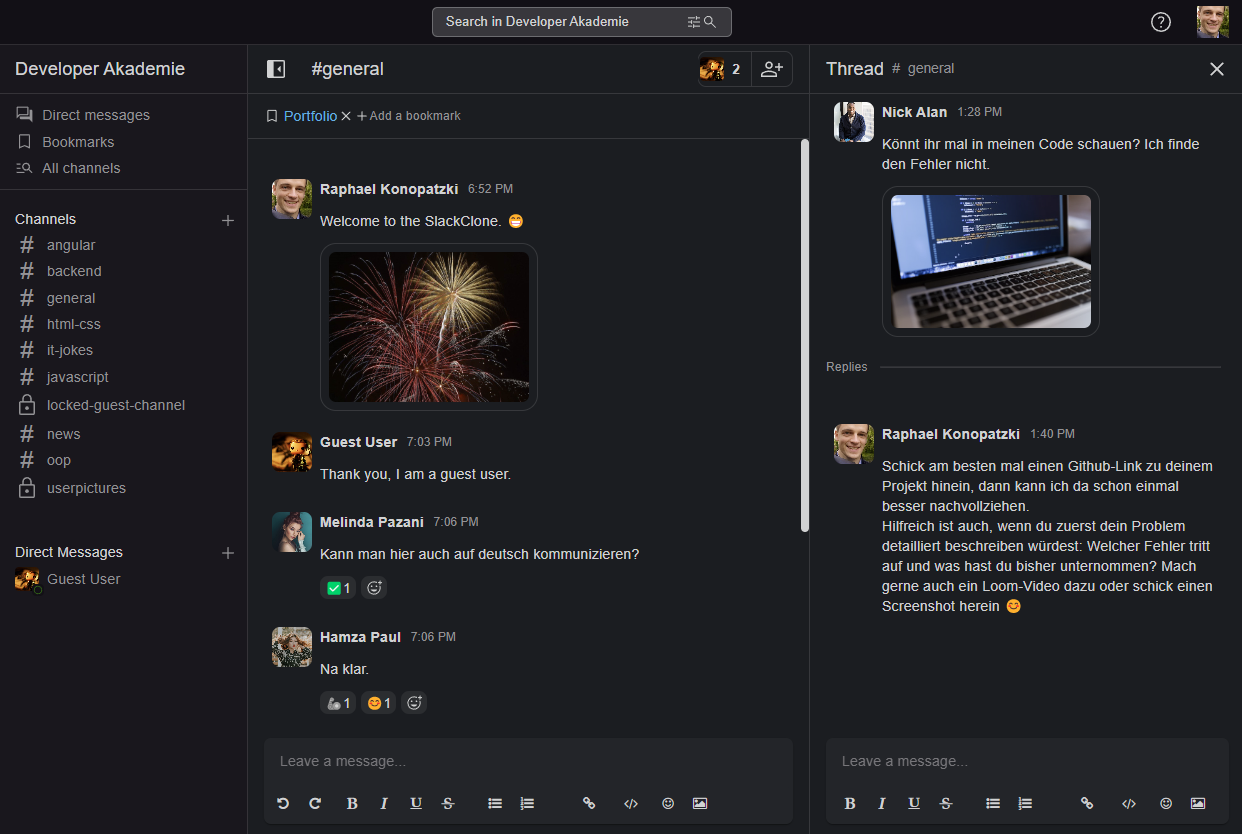 Search in Developer Akademie
Developer Akademie
Direct messages
Bookmarks
All channels
Channels
# angular
# backend
# general
# html-css
# it-jokes
# javascript
locked-guest-channel
# news
# oop
userpictures
Direct Messages
Guest User
#general
2
Portfolio
Add a bookmark
Raphael Konopatzki 6:52 PM
Welcome to the SlackClone. 😁
Guest User 7:03 PM
Thank you, I am a guest user.
Melinda Pazani 7:06 PM
Kann man hier auch auf deutsch kommunizieren?
✅ 1
Hamza Paul 7:06 PM
Na klar.
🦾 1 😊 1
Leave a message...
B I U S
Thread # general
Nick Alan 1:28 PM
Könnt ihr mal in meinen Code schauen? Ich finde
den Fehler nicht.
Replies
Raphael Konopatzki 1:40 PM
Schick am besten mal einen Github-Link zu deinem
Projekt hinein, dann kann ich da schon einmal
besser nachvollziehen.
Hilfreich ist auch, wenn du zuerst dein Problem
detailliert beschreiben würdest: Welcher Fehler tritt
auf und was hast du bisher unternommen? Mach
gerne auch ein Loom-Video dazu oder schick einen
Screenshot herein 😊
Leave a message...
B I U S